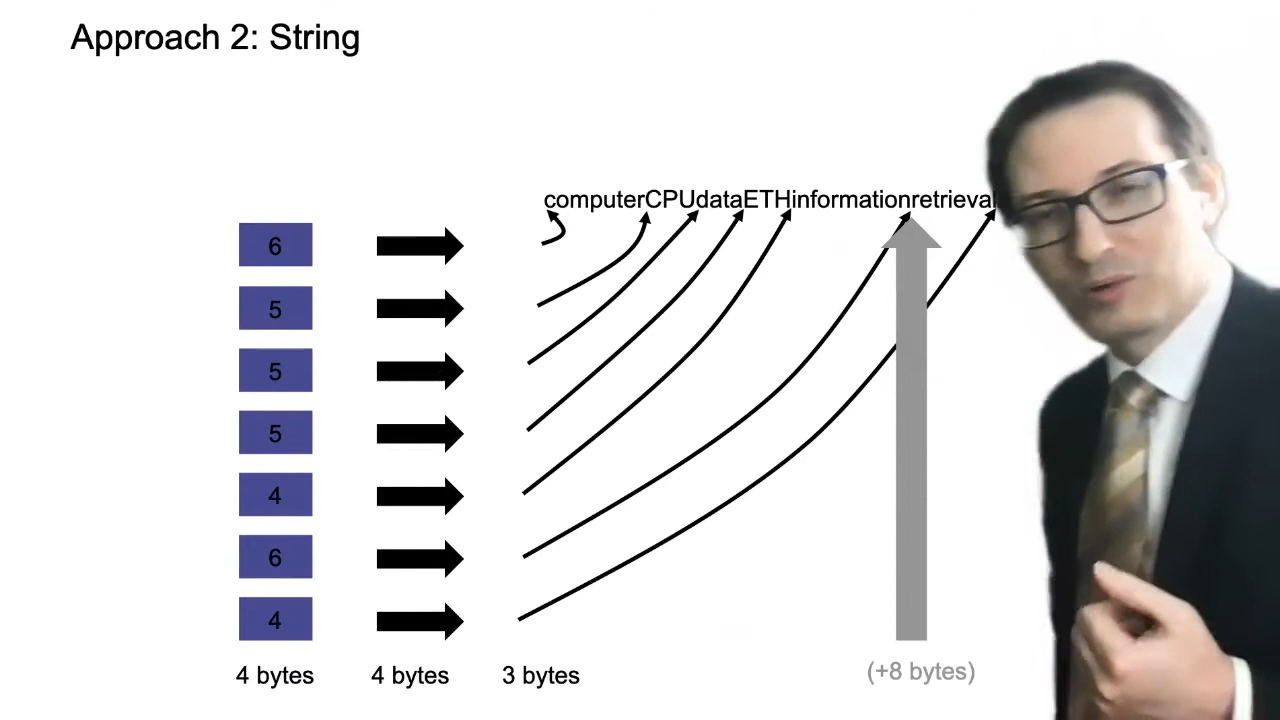 Approach 2: String
computerCPUdataETHinformationretrieval
6
5
5
5
4
6
4
4 bytes
4 bytes
3 bytes
(+8 bytes)